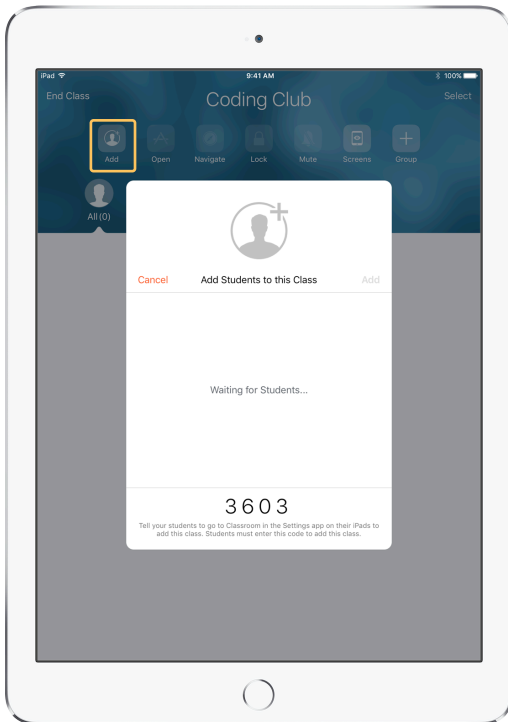 iPad 9:41 AM 100%
End Class Coding Club Select
Add Open Navigate Lock Mute Screens Group
All (0)
Cancel Add Students to this Class Add
Waiting for Students...
3603
Tell your students to go to Classroom in the Settings app on their iPads to
add this class. Students must enter this code to add this class.